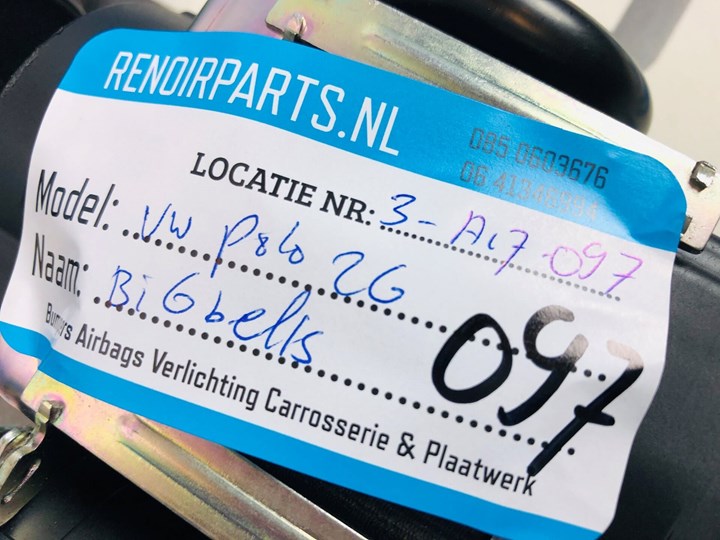 RENOIRPARTS.NL
085 0603676
LOCATIE NR: 3-A17-097
Model: VW Polo 2G
Naam: BiGbells
097
Bumpers Airbags Verlichting Carrosserie & Plaatwerk